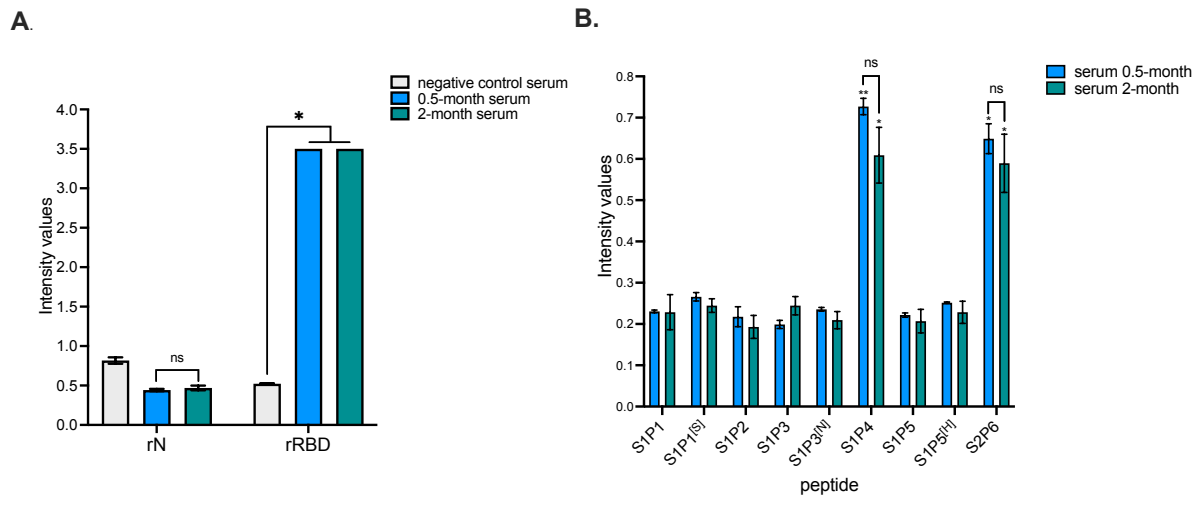 A.
negative control serum
0.5-month serum
2-month serum
Intensity values
4.0
3.5
3.0
2.5
2.0
1.5
1.0
0.5
0.0
*
ns
rN
rRBD
B.
serum 0.5-month
serum 2-month
Intensity values
0.8
0.7
0.6
0.5
0.4
0.3
0.2
0.1
0.0
ns
**
*
ns
*
*
S1P1
S1P1[S]
S1P2
S1P3
S1P3[N]
S1P4
S1P5
S1P5[H]
S2P6
peptide